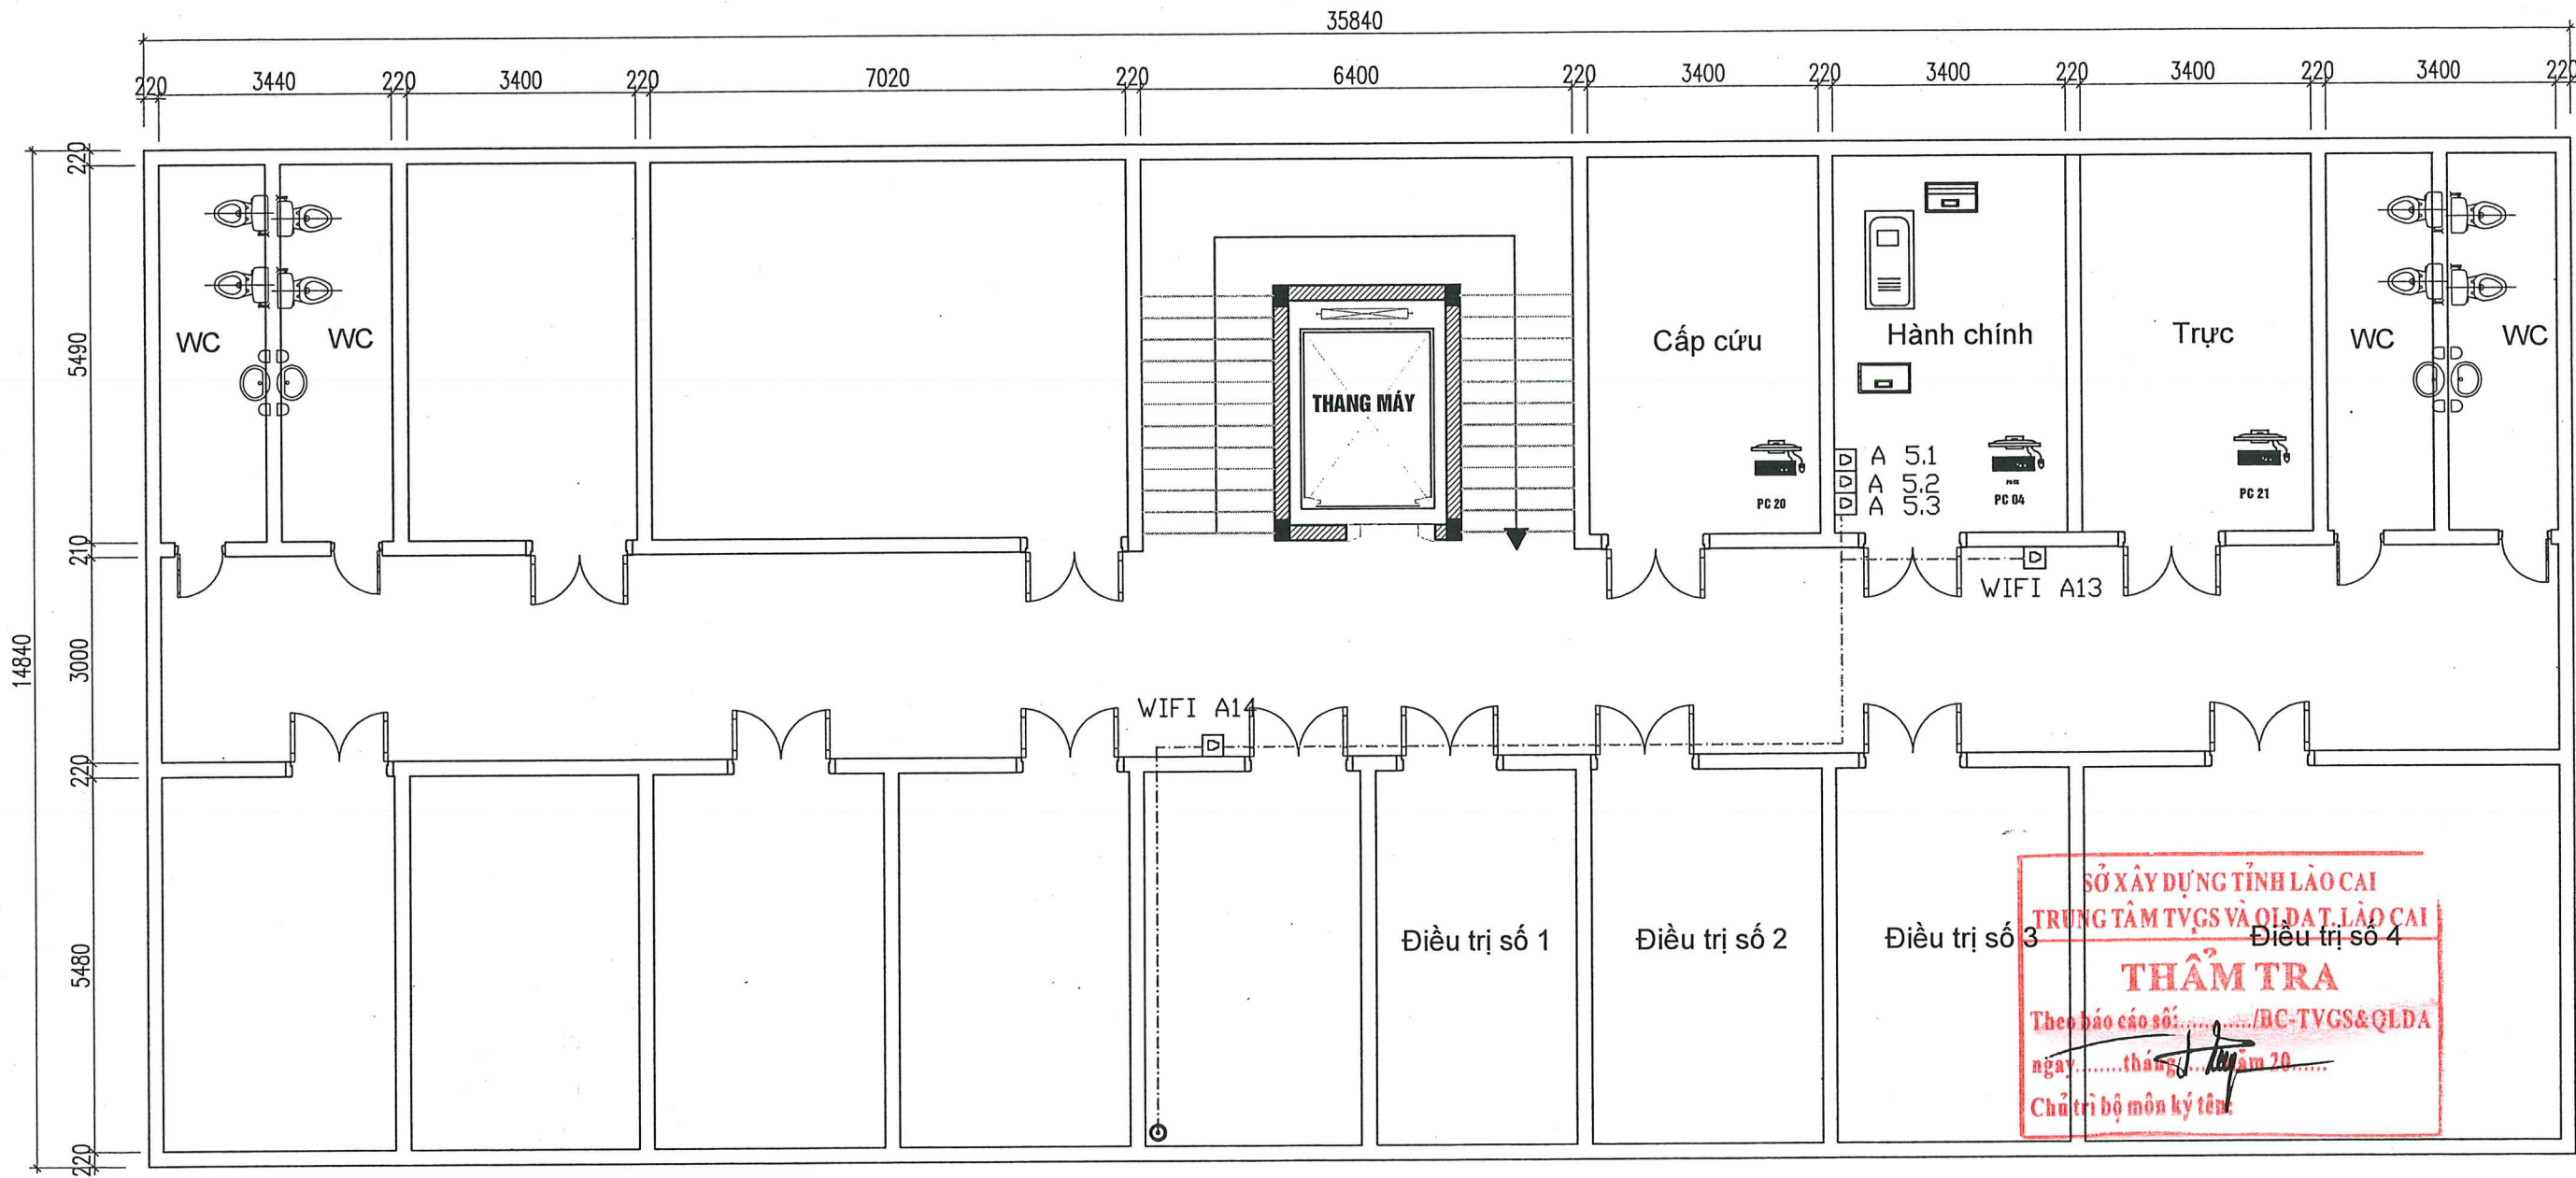 35840
220 3440 220 3400 220 7020 220 6400 220 3400 220 3400 220 3400 220 3400 220
220
5490
210
3000
220
5480
220
14840
WC
WC
THANG MÁY
Cấp cứu
Hành chính
Trực
WC
WC
A 5.1
A 5.2
A 5.3
PC 20
PC 04
PC 21
WIFI A13
WIFI A14
Điều trị số 1
Điều trị số 2
Điều trị số 3
Điều trị số 4
SỞ XÂY DỰNG TỈNH LÀO CAI
TRUNG TÂM TVGS VÀ QLDA T.LÀO CAI
THẨM TRA
Theo báo cáo số:............/BC-TVGS&QLDA
ngày........tháng.......năm 20......
Chủ trì bộ môn ký tên: